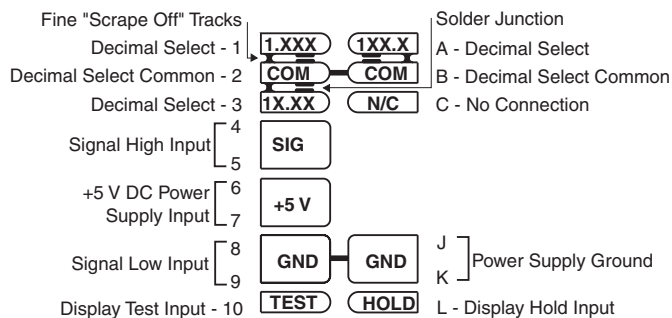 Fine "Scrape Off" Tracks
Solder Junction
Decimal Select - 1 1.XXX 1XX.X A - Decimal Select
Decimal Select Common - 2 COM COM B - Decimal Select Common
Decimal Select - 3 1X.XX N/C C - No Connection
Signal High Input 4 5 SIG
+5 V DC Power
Supply Input 6 7 +5 V
Signal Low Input 8 9 GND GND J K Power Supply Ground
Display Test Input - 10 TEST HOLD L - Display Hold Input